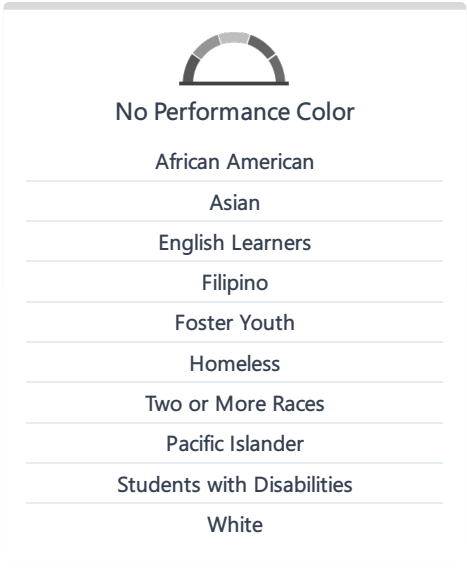 No Performance Color
African American
Asian
English Learners
Filipino
Foster Youth
Homeless
Two or More Races
Pacific Islander
Students with Disabilities
White